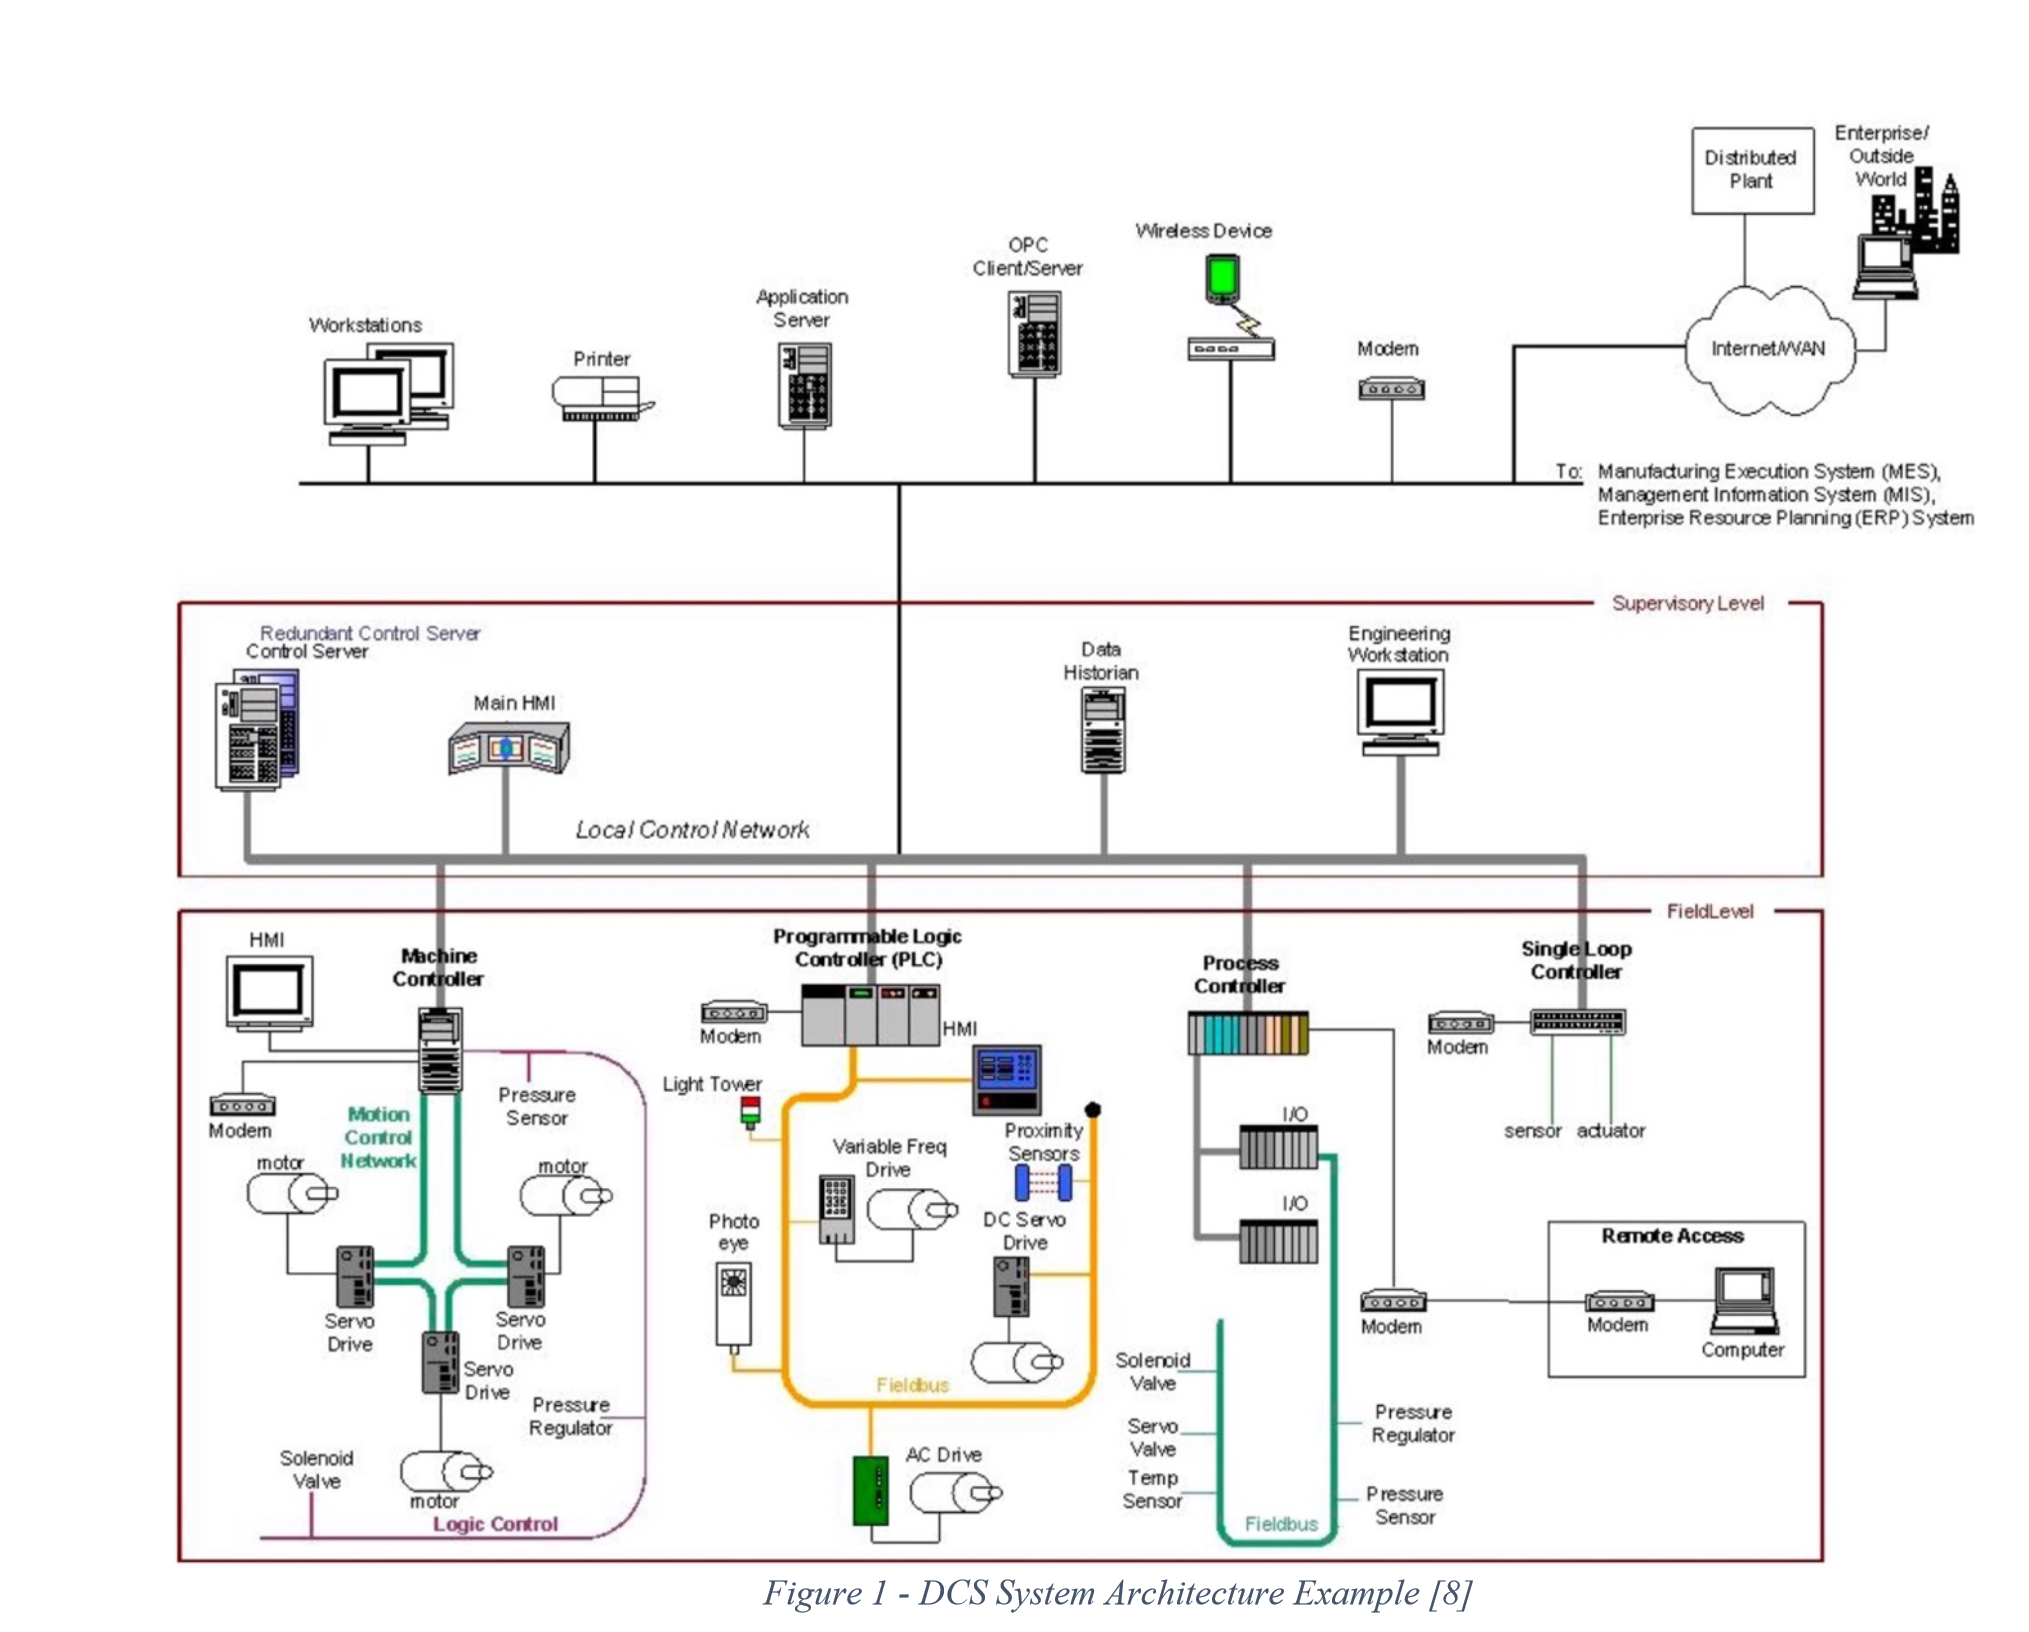 Distributed
Plant
Enterprise/
Outside
World
Wireless Device
OPC
Client/Server
Application
Server
Workstations
Printer
Modem
Internet/WAN
To: Manufacturing Execution System (MES),
Management Information System (MIS),
Enterprise Resource Planning (ERP) System
Supervisory Level
Redundant Control Server
Control Server
Main HMI
Data
Historian
Engineering
Workstation
Local Control Network
FieldLevel
HMI
Machine
Controller
Modem
Pressure
Sensor
Motion
Control
Network
motor
motor
Servo
Drive
Servo
Drive
Servo
Drive
motor
Pressure
Regulator
Solenoid
Valve
Logic Control
Programmable Logic
Controller (PLC)
Modem
HMI
Light Tower
Variable Freq
Drive
Proximity
Sensors
Photo
eye
DC Servo
Drive
Fieldbus
AC Drive
Process
Controller
I/O
I/O
Modem
Solenoid
Valve
Servo
Valve
Temp
Sensor
Pressure
Regulator
Pressure
Sensor
Fieldbus
Single Loop
Controller
Modem
sensor
actuator
Remote Access
Modem
Computer
Figure 1 - DCS System Architecture Example [8]